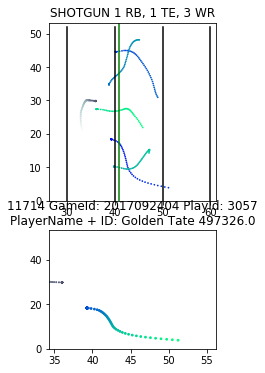 SHOTGUN 1 RB, 1 TE, 3 WR
50
40
30
20
10
0
30 40 50 60
11714 GameId: 2017092404 PlayId: 3057
PlayerName + ID: Golden Tate 497326.0
40
20
0
35 40 45 50 55